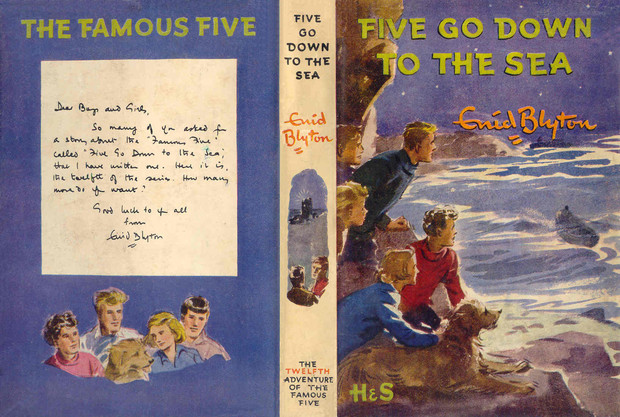 THE FAMOUS FIVE
Dear Boys and Girls,
So many of you asked for
a story about the "Famous Five"
called "Five Go Down to the Sea",
that I have written one. Here it is,
the twelfth of the series. How many
more do you want?
Good luck to you all
from
Enid Blyton
FIVE
GO
DOWN
TO THE
SEA
Enid
Blyton
THE
TWELFTH
ADVENTURE
OF THE
FAMOUS
FIVE
FIVE GO DOWN
TO THE SEA
Enid Blyton
H&S